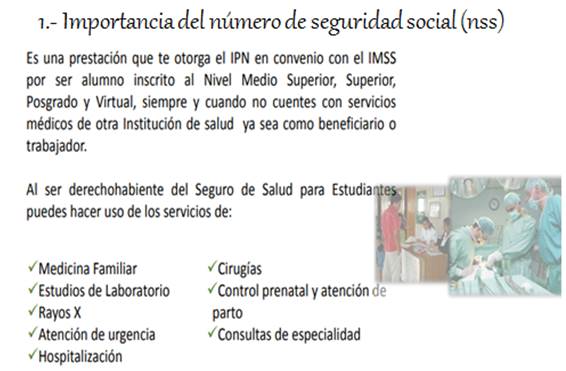 1.- Importancia del número de seguridad social (nss)
Es una prestación que te otorga el IPN en convenio con el IMSS
por ser alumno inscrito al Nivel Medio Superior, Superior,
Posgrado y Virtual, siempre y cuando no cuentes con servicios
médicos de otra Institución de salud ya sea como beneficiario o
trabajador.
Al ser derechohabiente del Seguro de Salud para Estudiantes
puedes hacer uso de los servicios de:
✓Medicina Familiar
✓Estudios de Laboratorio
✓Rayos X
✓Atención de urgencia
✓Hospitalización
✓Cirugías
✓Control prenatal y atención de
parto
✓Consultas de especialidad